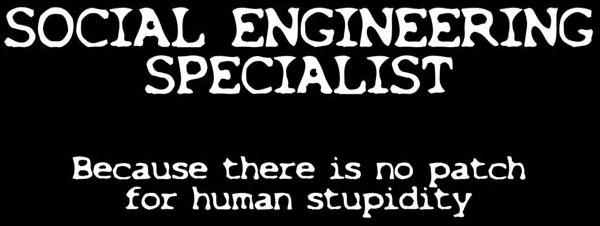 SOCIAL ENGINEERING
SPECIALIST
Because there is no patch
for human stupidity